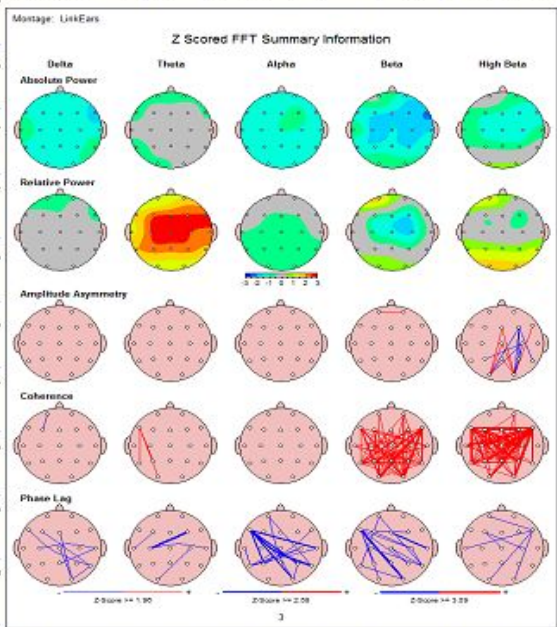 Montage: LinkEars
Z Scored FFT Summary Information
Delta Theta Alpha Beta High Beta
Absolute Power
Relative Power
-3 -2 -1 0 1 2 3
Amplitude Asymmetry
Coherence
Phase Lag
- + - + - +
Z-Score >= 1.96 Z-Score >= 2.58 Z-Score >= 3.09
3